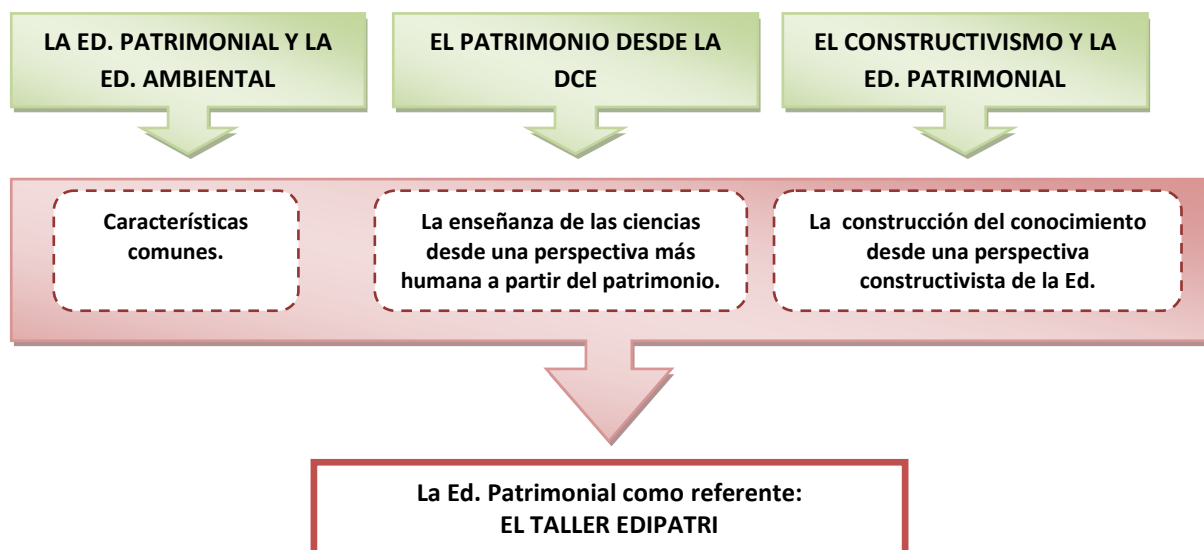 LA ED. PATRIMONIAL Y LA
ED. AMBIENTAL
EL PATRIMONIO DESDE LA
DCE
EL CONSTRUCTIVISMO Y LA
ED. PATRIMONIAL
Características
comunes.
La enseñanza de las ciencias
desde una perspectiva más
humana a partir del patrimonio.
La construcción del conocimiento
desde una perspectiva
constructivista de la Ed.
La Ed. Patrimonial como referente:
EL TALLER EDIPATRI